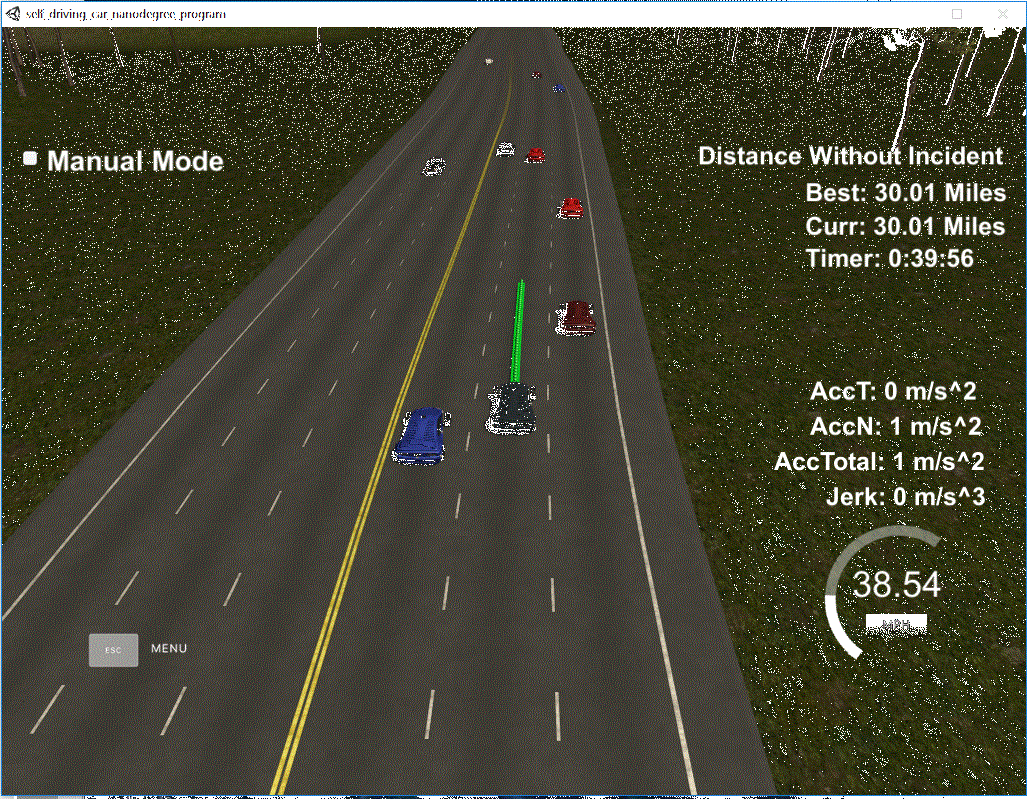 self_driving_car_nanodegree_program
Manual Mode
Distance Without Incident
Best: 30.01 Miles
Curr: 30.01 Miles
Timer: 0:39:56
AccT: 0 m/s^2
AccN: 1 m/s^2
AccTotal: 1 m/s^2
Jerk: 0 m/s^3
38.54
MPH
ESC MENU